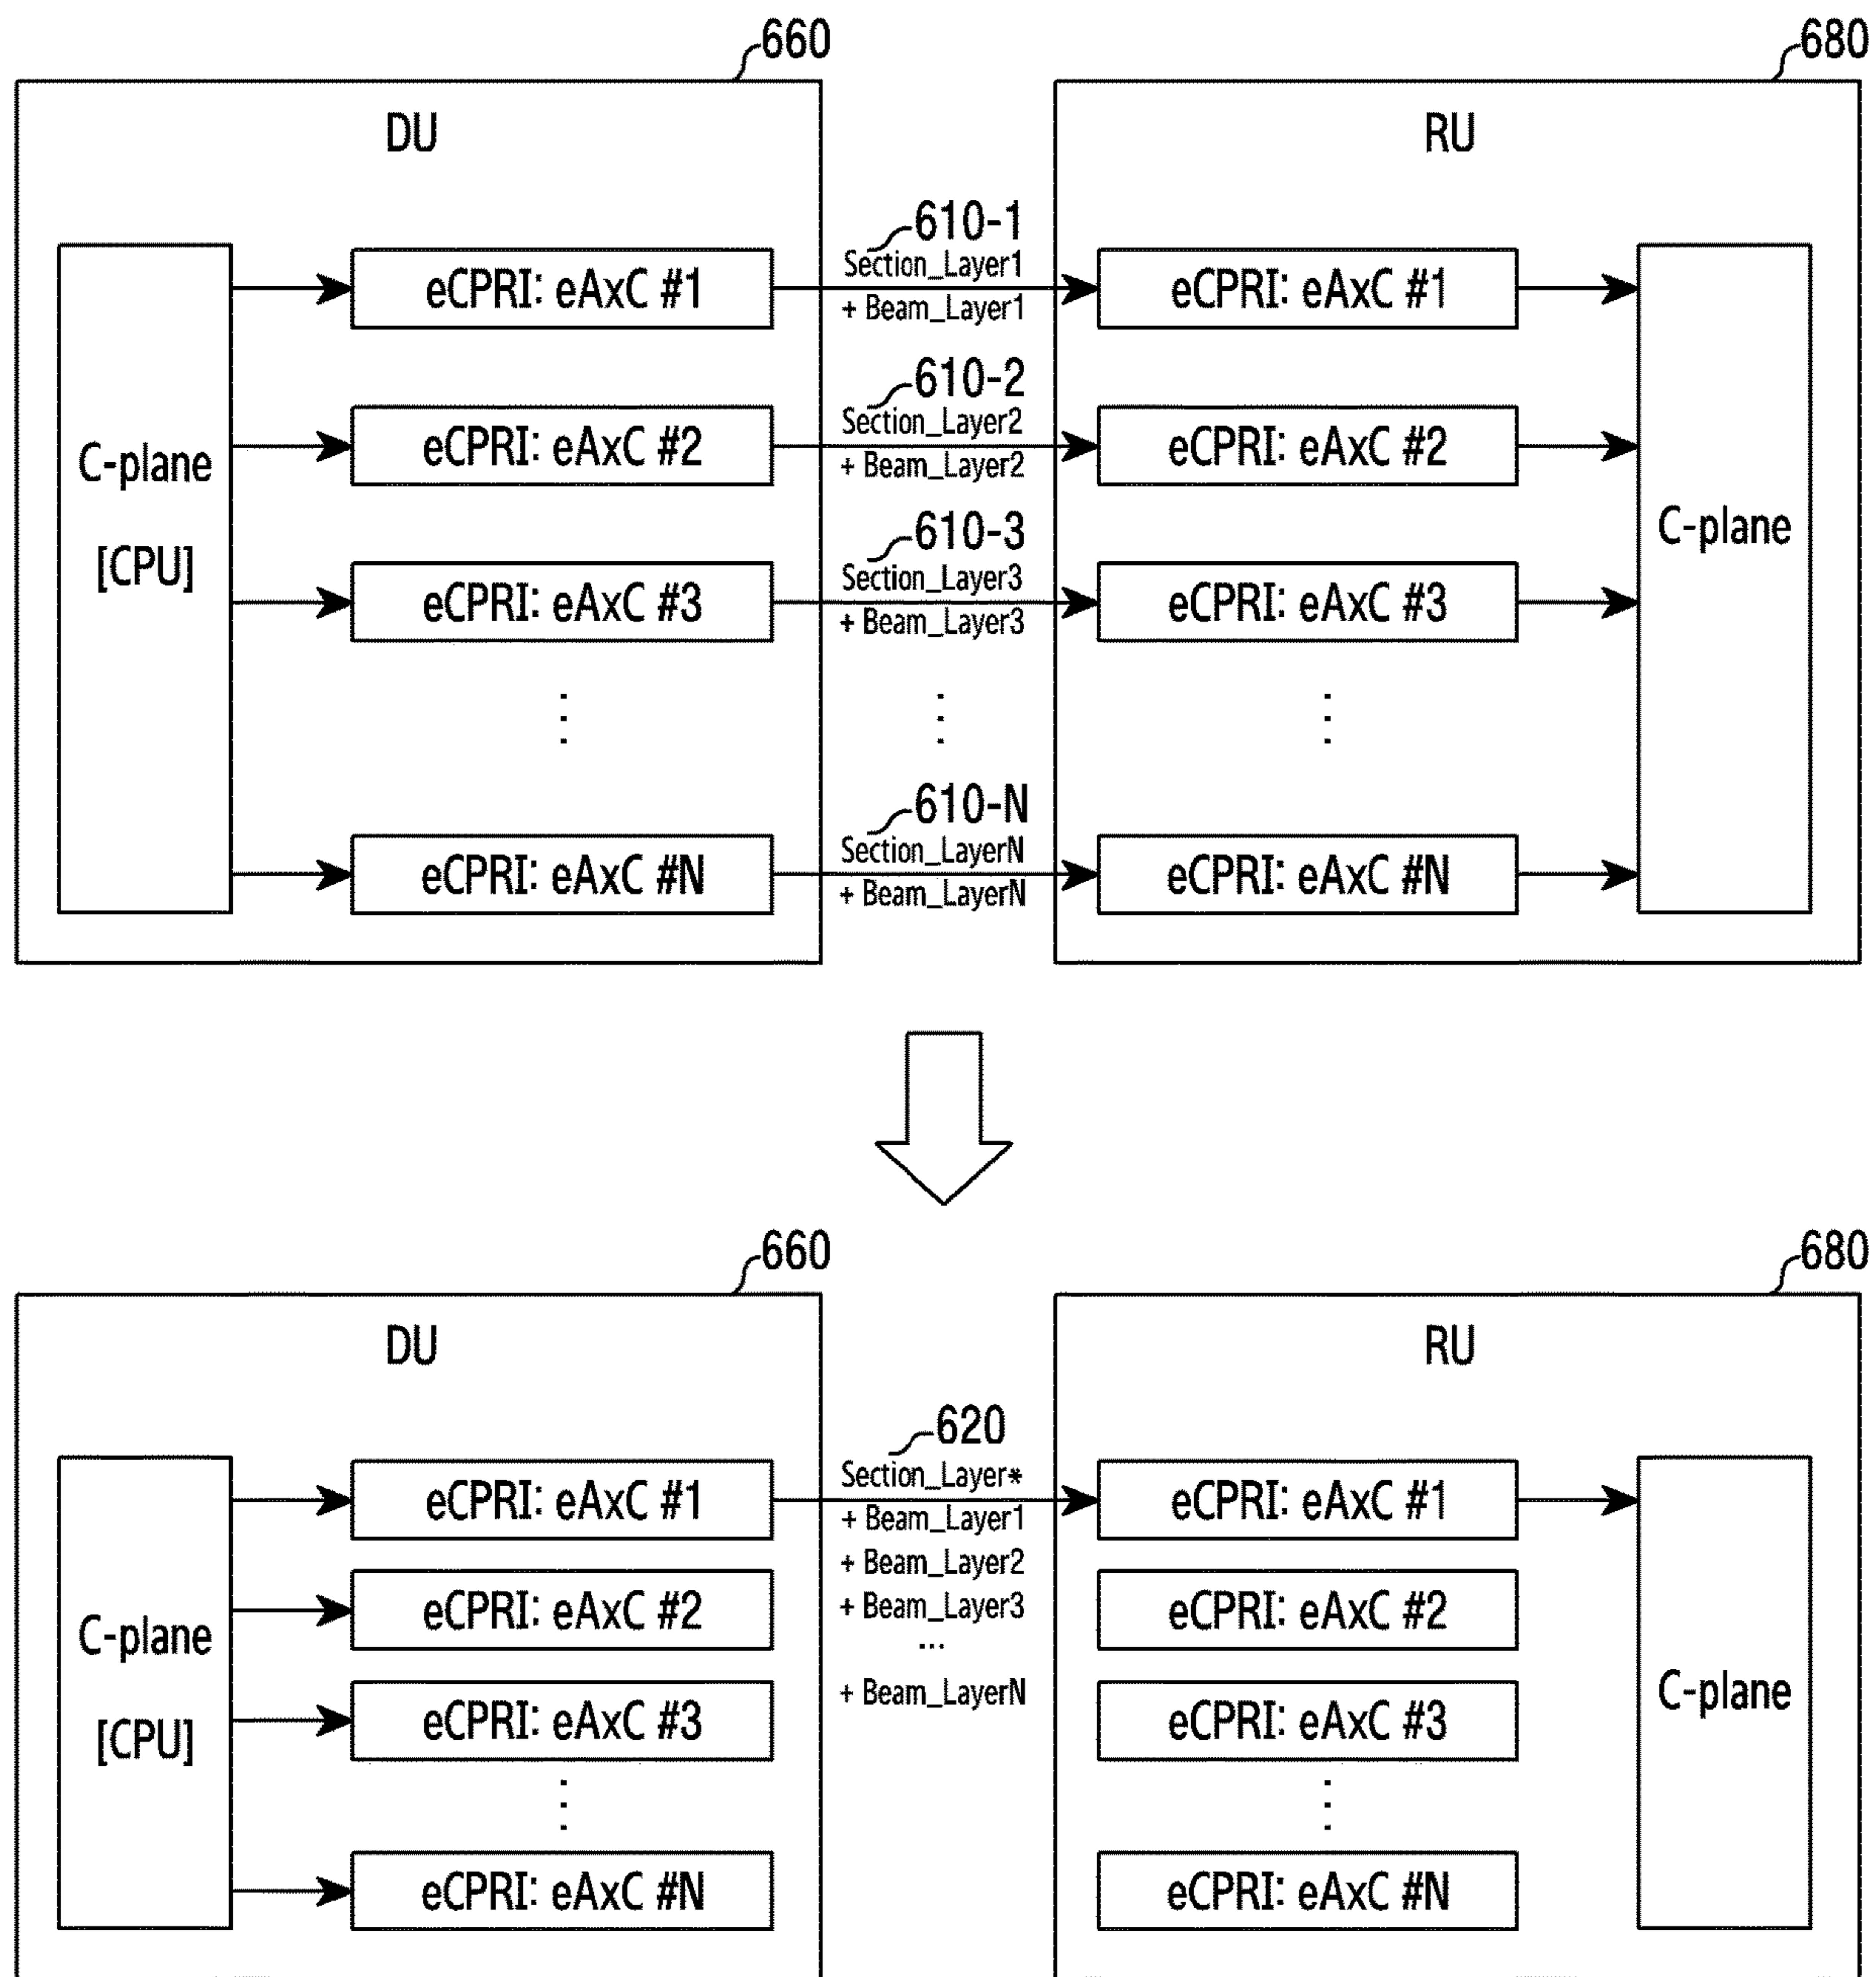 660
680
DU
RU
610-1
Section_Layer1
eCPRI: eAxC #1
+ Beam_Layer1
eCPRI: eAxC #1
610-2
Section_Layer2
eCPRI: eAxC #2
+ Beam_Layer2
eCPRI: eAxC #2
C-plane
[CPU]
C-plane
610-3
Section_Layer3
eCPRI: eAxC #3
+ Beam_Layer3
eCPRI: eAxC #3
610-N
Section_LayerN
eCPRI: eAxC #N
+ Beam_LayerN
eCPRI: eAxC #N
660
680
DU
RU
620
Section_Layer*
eCPRI: eAxC #1
+ Beam_Layer1
eCPRI: eAxC #1
+ Beam_Layer2
eCPRI: eAxC #2
+ Beam_Layer3
eCPRI: eAxC #2
...
C-plane
[CPU]
+ Beam_LayerN
eCPRI: eAxC #3
eCPRI: eAxC #3
C-plane
eCPRI: eAxC #N
eCPRI: eAxC #N